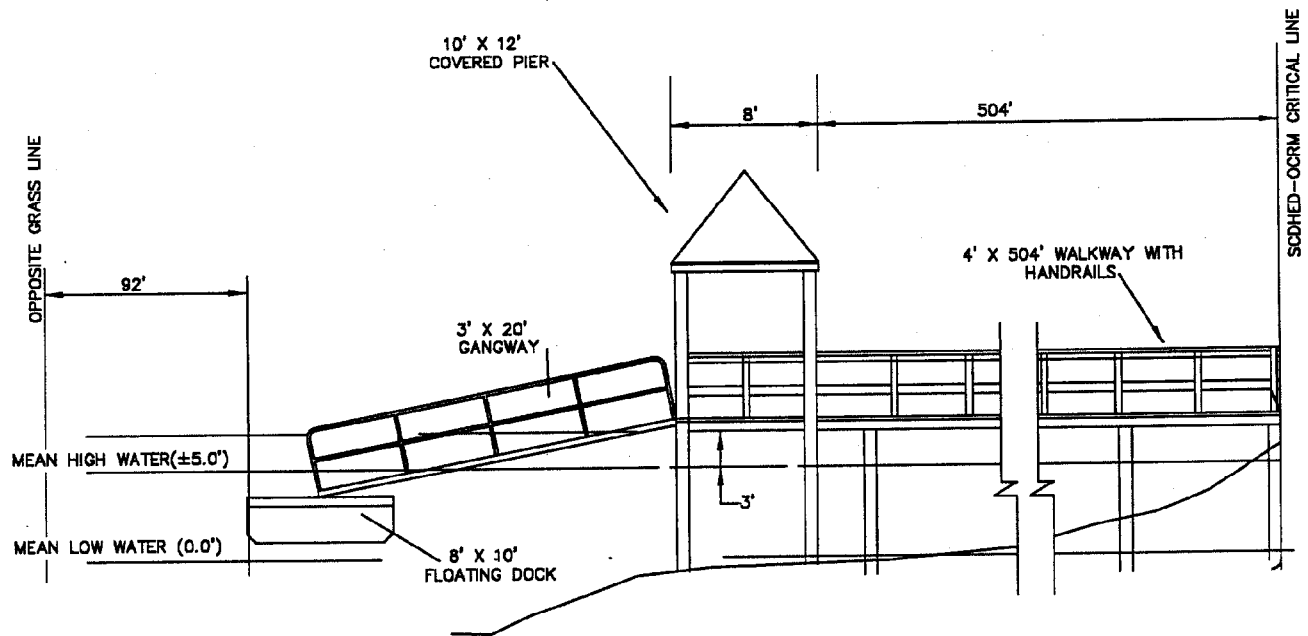 10' X 12'
COVERED PIER
8'
504'
SCDHED-OCRM CRITICAL LINE
OPPOSITE GRASS LINE
92'
4' X 504' WALKWAY WITH
HANDRAILS
3' X 20'
GANGWAY
MEAN HIGH WATER(±5.0')
3'
MEAN LOW WATER (0.0')
8' X 10'
FLOATING DOCK